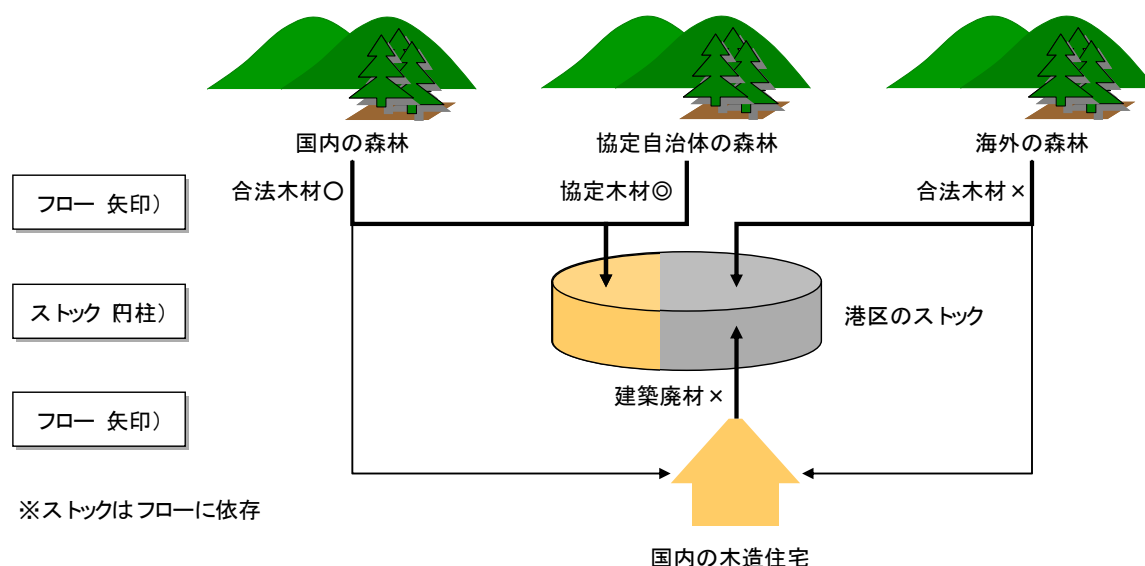 国内の森林
協定自治体の森林
海外の森林
合法木材〇
協定木材◎
合法木材×
フロー 矢印）
ストック 円柱）
港区のストック
フロー 矢印）
建築廃材×
※ストックはフローに依存
国内の木造住宅